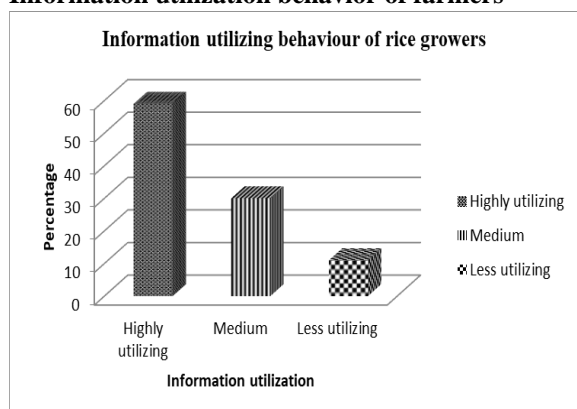 Information utilization behavior of farmers
Information utilizing behaviour of rice growers
60
50
40
30
20
10
0
Percentage
Highly
utilizing
Medium
Less utilizing
Information utilization
Highly utilizing
Medium
Less utilizing